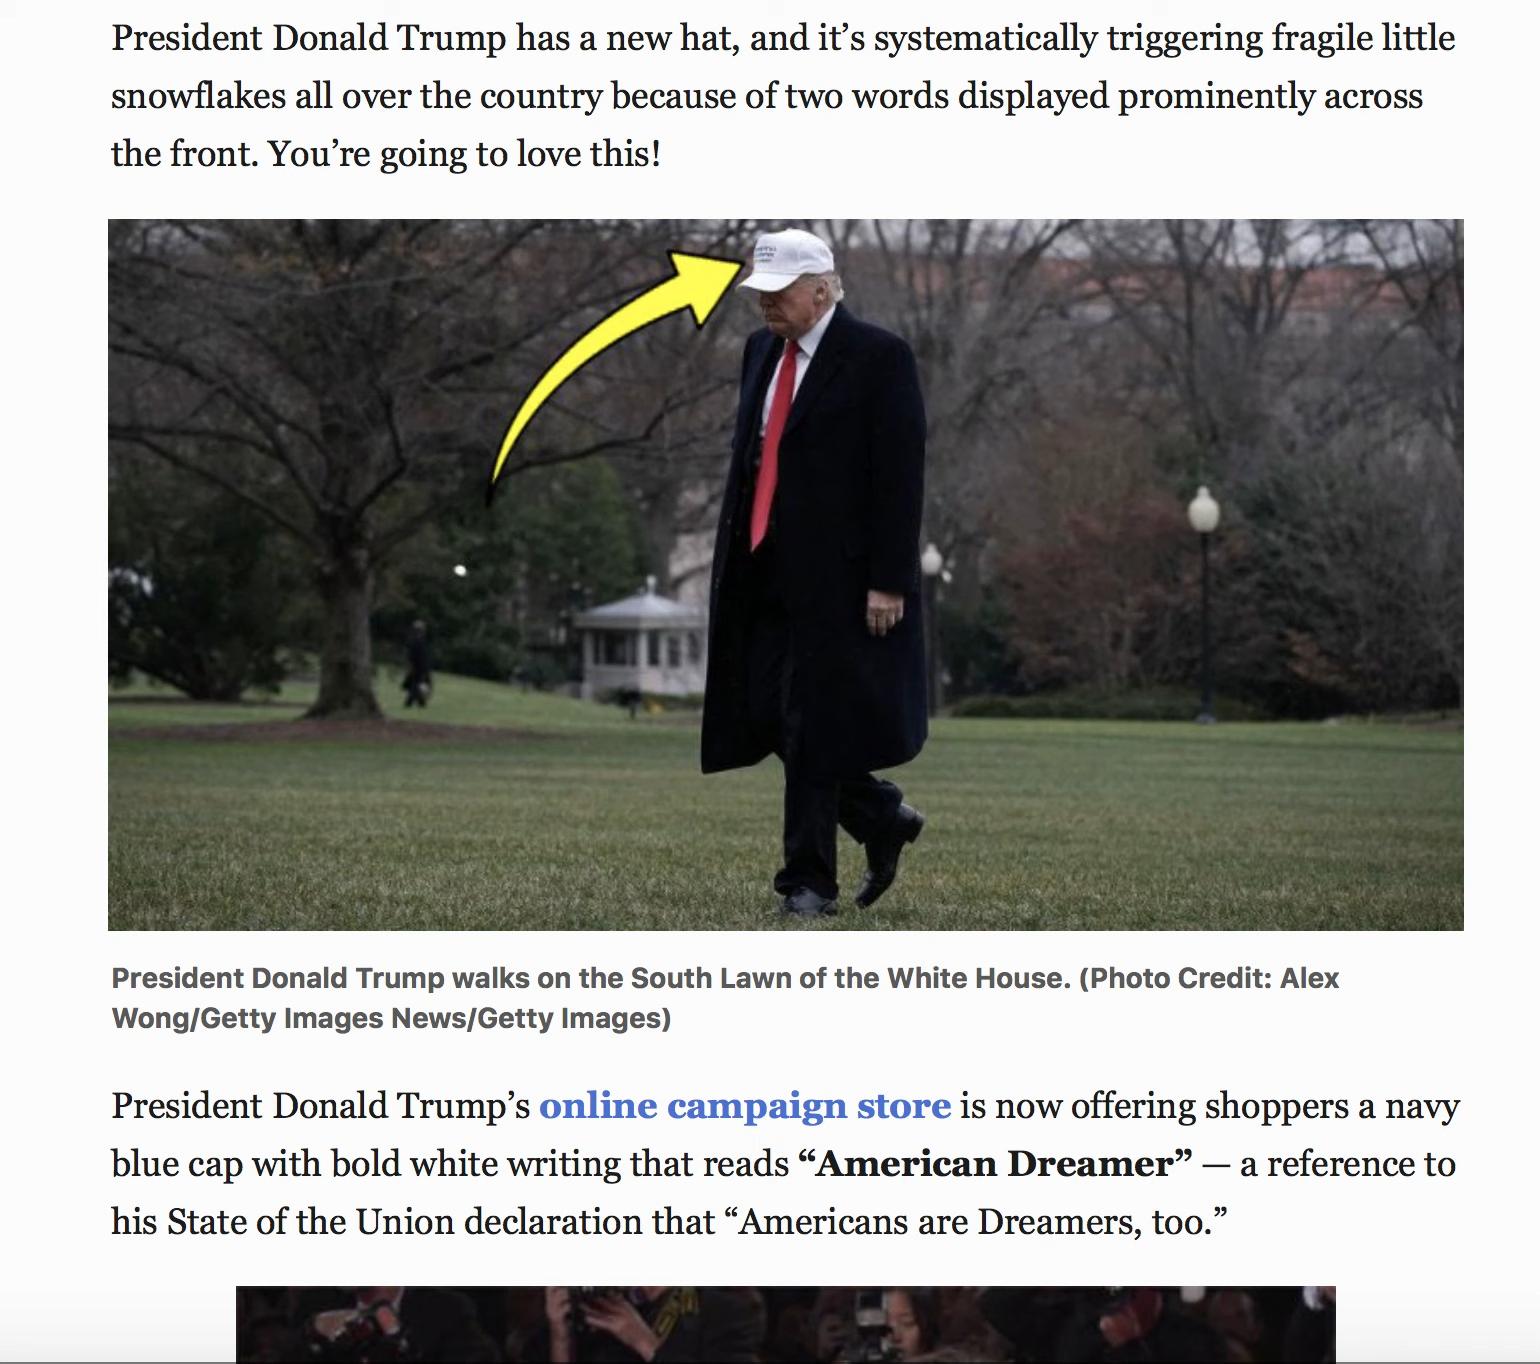 President Donald Trump has a new hat, and it’s systematically triggering fragile little
snowflakes all over the country because of two words displayed prominently across
the front. You’re going to love this!
President Donald Trump walks on the South Lawn of the White House. (Photo Credit: Alex
Wong/Getty Images News/Getty Images)
President Donald Trump’s online campaign store is now offering shoppers a navy
blue cap with bold white writing that reads “American Dreamer” — a reference to
his State of the Union declaration that “Americans are Dreamers, too.”